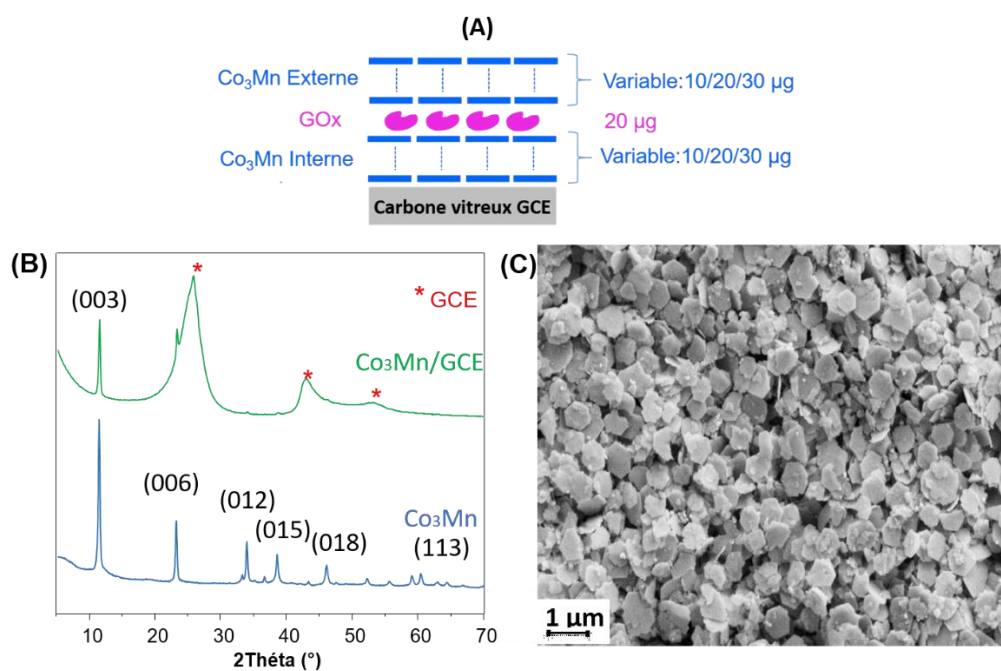 (A)
Co₃Mn Externe
Variable:10/20/30 µg
GOx
20 µg
Co₃Mn Interne
Variable:10/20/30 µg
Carbone vitreux GCE
(B)
(003)
*
* GCE
Co₃Mn/GCE
*
*
(006)
(012)
(015)
(018)
Co₃Mn
(113)
10 20 30 40 50 60 70
2Théta (°)
(C)
1 µm